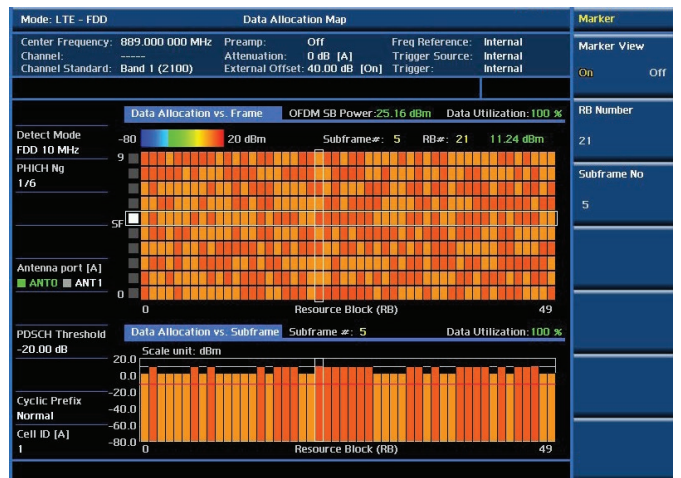 Mode: LTE - FDD
Data Allocation Map
Marker
Center Frequency: 889.000 000 MHz Preamp: Off Freq Reference: Internal
Channel: ----- Attenuation: 0 dB [A] Trigger Source: Internal
Channel Standard: Band 1 (2100) External Offset: 40.00 dB [On] Trigger: Internal
Marker View
On Off
Data Allocation vs. Frame OFDM SB Power:25.16 dBm Data Utilization:100 %
RB Number
21
Detect Mode
FDD 10 MHz
-80 20 dBm Subframe#: 5 RB#: 21 11.24 dBm
9
PHICH Ng
1/6
Subframe No
5
SF
Antenna port [A]
ANT0 ANT1
0
0 Resource Block (RB) 49
PDSCH Threshold
-20.00 dB
Data Allocation vs. Subframe Subframe #: 5 Data Utilization:100 %
Scale unit: dBm
20.0
0.0
-20.0
-40.0
-60.0
-80.0
Cyclic Prefix
Normal
Cell ID [A]
1
0 Resource Block (RB) 49